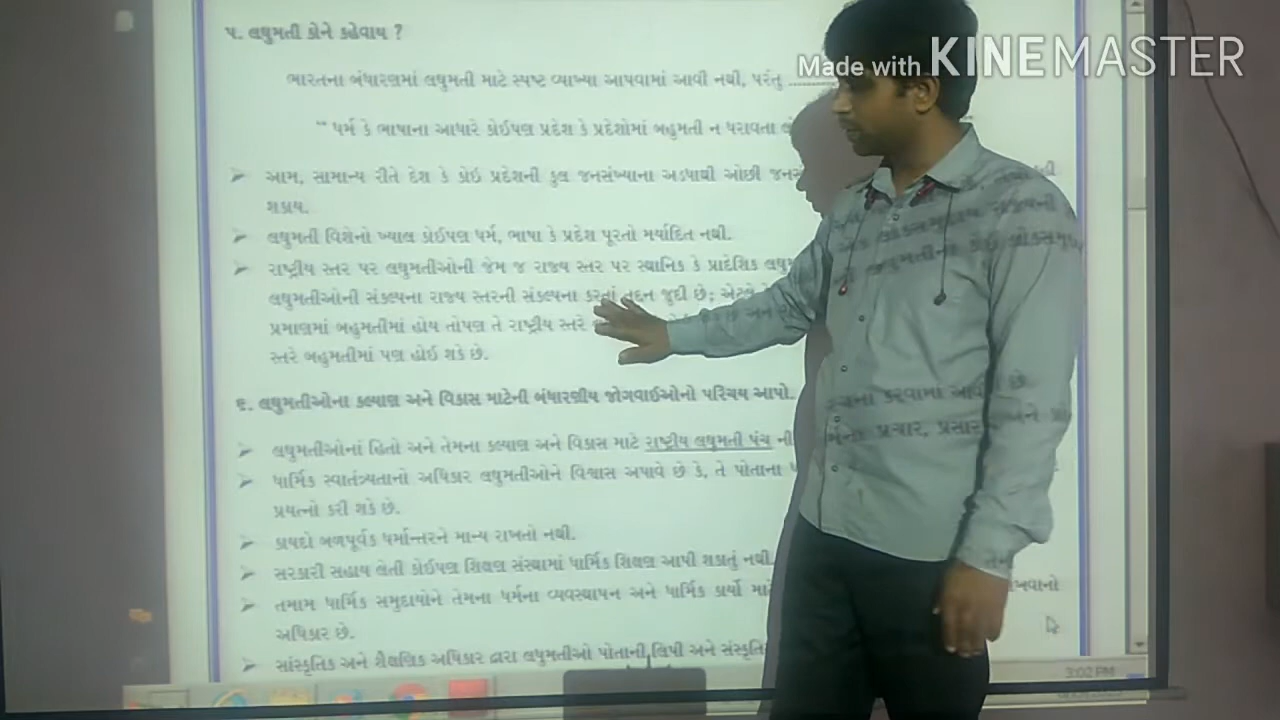 Made with KINEMASTER
૫. લઘુમતી કોને કહેવાય ?
ભારતના બંધારણમાં લઘુમતી માટે સ્પષ્ટ વ્યાખ્યા આપવામાં આવી નથી, પરંતુ
" ધર્મ કે ભાષાના આધારે કોઈપણ પ્રદેશ કે પ્રદેશોમાં બહુમતી ન ધરાવતા
➢ આમ, સામાન્ય રીતે દેશ કે કોઇ પ્રદેશની કુલ જનસંખ્યાના અડધાથી ઓછી
શકાય.
➢ લઘુમતી વિશેનો ખ્યાલ કોઈપણ ધર્મ, ભાષા કે પ્રદેશ પૂરતો મર્યાદિત નથી.
➢ રાષ્ટ્રીય સ્તર પર લઘુમતીઓની જેમ જ રાજ્ય સ્તર પર સ્થાનિક કે પ્રાદેશિક
લઘુમતીઓની સંકલ્પના રાજ્ય સ્તરની સંકલ્પના કરતાં તદ્દન જુદી છે; એટલે
પ્રમાણમાં બહુમતીમાં હોય તોપણ તે રાષ્ટ્રીય સ્તરે
સ્તરે બહુમતીમાં પણ હોઈ શકે છે.
૬. લઘુમતીઓના કલ્યાણ અને વિકાસ માટેની બંધારણીય જોગવાઈઓનો પરિચય આપો.
➢ લઘુમતીઓનાં હિતો અને તેમના કલ્યાણ અને વિકાસ માટે રાષ્ટ્રીય લઘુમતી પંચ ની
➢ ધાર્મિક સ્વાતંત્ર્યતાનો અધિકાર લઘુમતીઓને વિશ્વાસ અપાવે છે કે, તે પોતાના
પ્રયત્નો કરી શકે છે.
➢ કાયદો બળપૂર્વક ધર્માન્તરને માન્ય રાખતો નથી.
➢ સરકારી સહાય લેતી કોઈપણ શિક્ષણ સંસ્થામાં ધાર્મિક શિક્ષણ આપી શકાતું નથી.
➢ તમામ ધાર્મિક સમુદાયોને તેમના ધર્મના વ્યવસ્થાપન અને ધાર્મિક કાર્યો
અધિકાર છે.
➢ સાંસ્કૃતિક અને શૈક્ષણિક અધિકાર દ્વારા લઘુમતીઓ પોતાની લિપી અને
3:02 PM